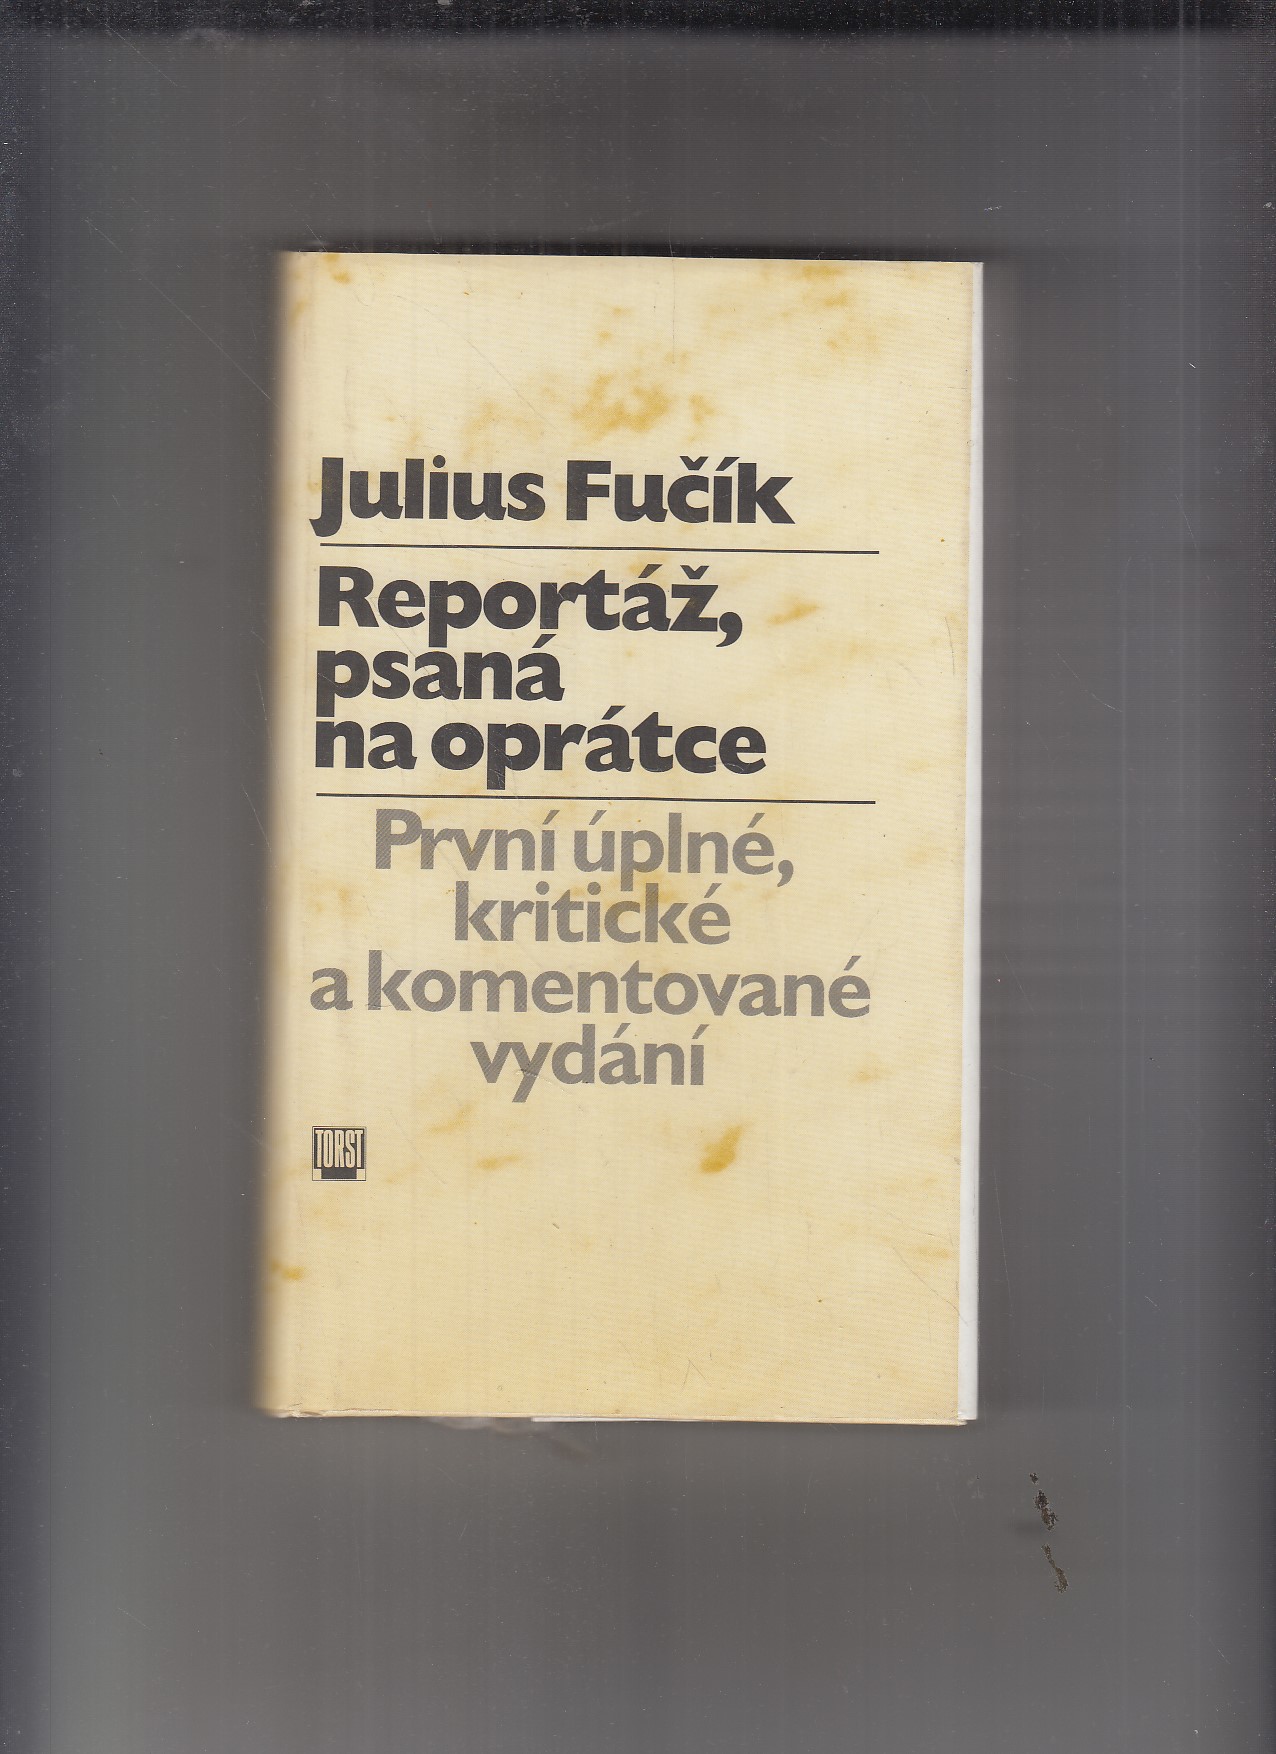 Julius Fučík
Reportáž,
psaná
na oprátce
První úplné,
kritické
a komentované
vydání
TORST